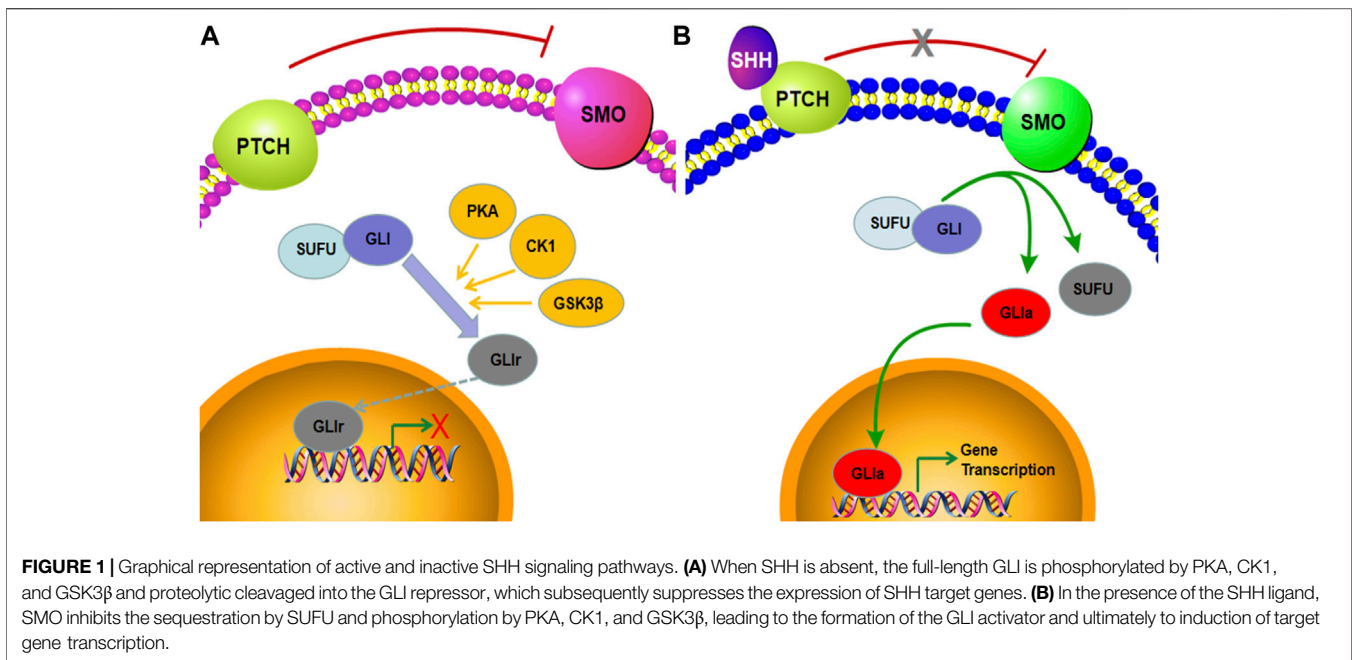 A
PTCH
SMO
SUFU
GLI
PKA
CK1
GSK3β
GLIr
GLIr
X
B
SHH
PTCH
X
SMO
SUFU
GLI
SUFU
GLIa
GLIa
Gene
Transcription
FIGURE 1 | Graphical representation of active and inactive SHH signaling pathways. (A) When SHH is absent, the full-length GLI is phosphorylated by PKA, CK1,
and GSK3β and proteolytic cleavaged into the GLI repressor, which subsequently suppresses the expression of SHH target genes. (B) In the presence of the SHH ligand,
SMO inhibits the sequestration by SUFU and phosphorylation by PKA, CK1, and GSK3β, leading to the formation of the GLI activator and ultimately to induction of target
gene transcription.